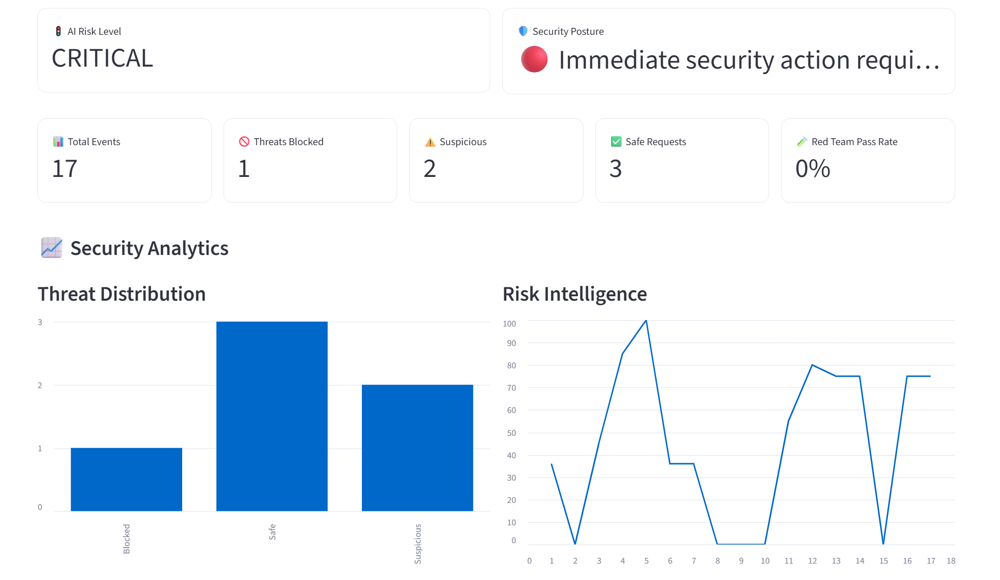 🚦 AI Risk Level
CRITICAL
🛡️ Security Posture
🔴 Immediate security action requi…
📊 Total Events
17
🚫 Threats Blocked
1
⚠️ Suspicious
2
✅ Safe Requests
3
🧪 Red Team Pass Rate
0%
📈 Security Analytics
Threat Distribution
3
2
1
0
Blocked
Safe
Suspicious
Risk Intelligence
100
90
80
70
60
50
40
30
20
10
0
0 1 2 3 4 5 6 7 8 9 10 11 12 13 14 15 16 17 18